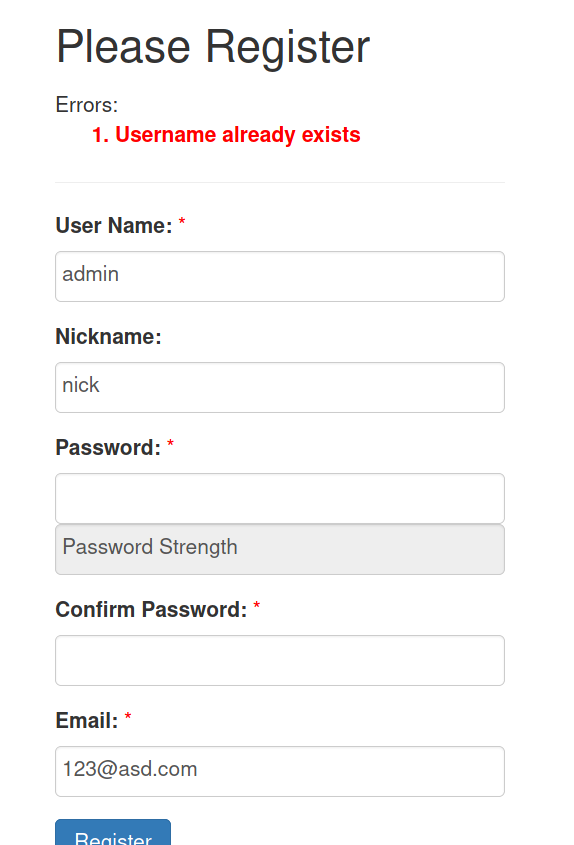 Please Register
Errors:
1. Username already exists
User Name: *
admin
Nickname:
nick
Password: *
Password Strength
Confirm Password: *
Email: *
123@asd.com
Register